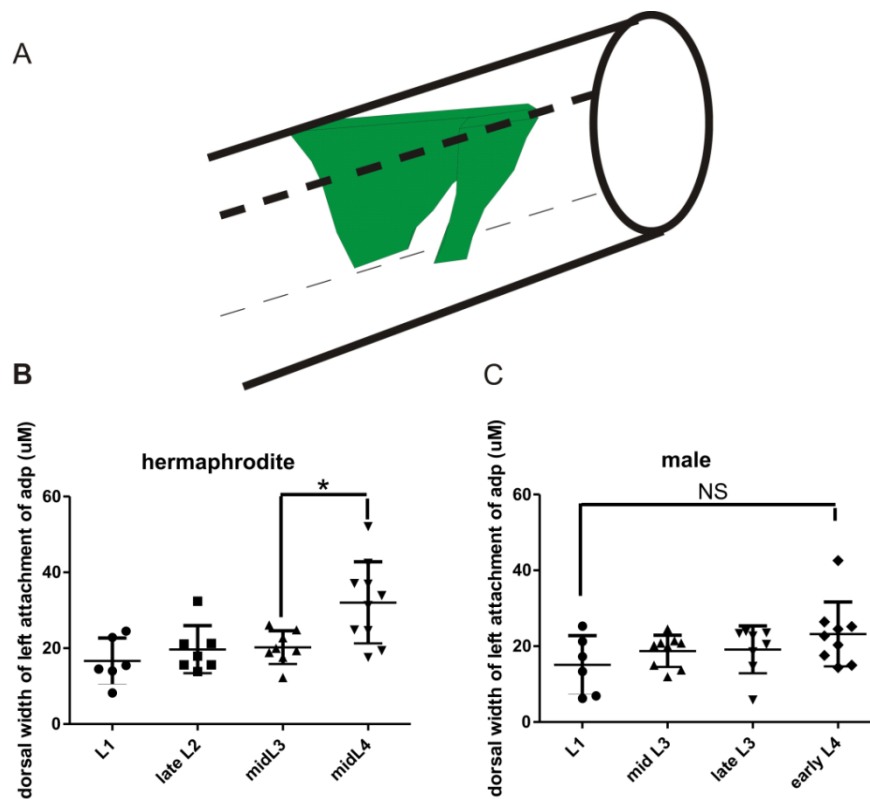 A
B
hermaphrodite
dorsal width of left attachment of adp (uM)
60
40
20
0
*
L1
late L2
midL3
midL4
C
male
dorsal width of left attachment of adp (uM)
60
40
20
0
NS
L1
mid L3
late L3
early L4